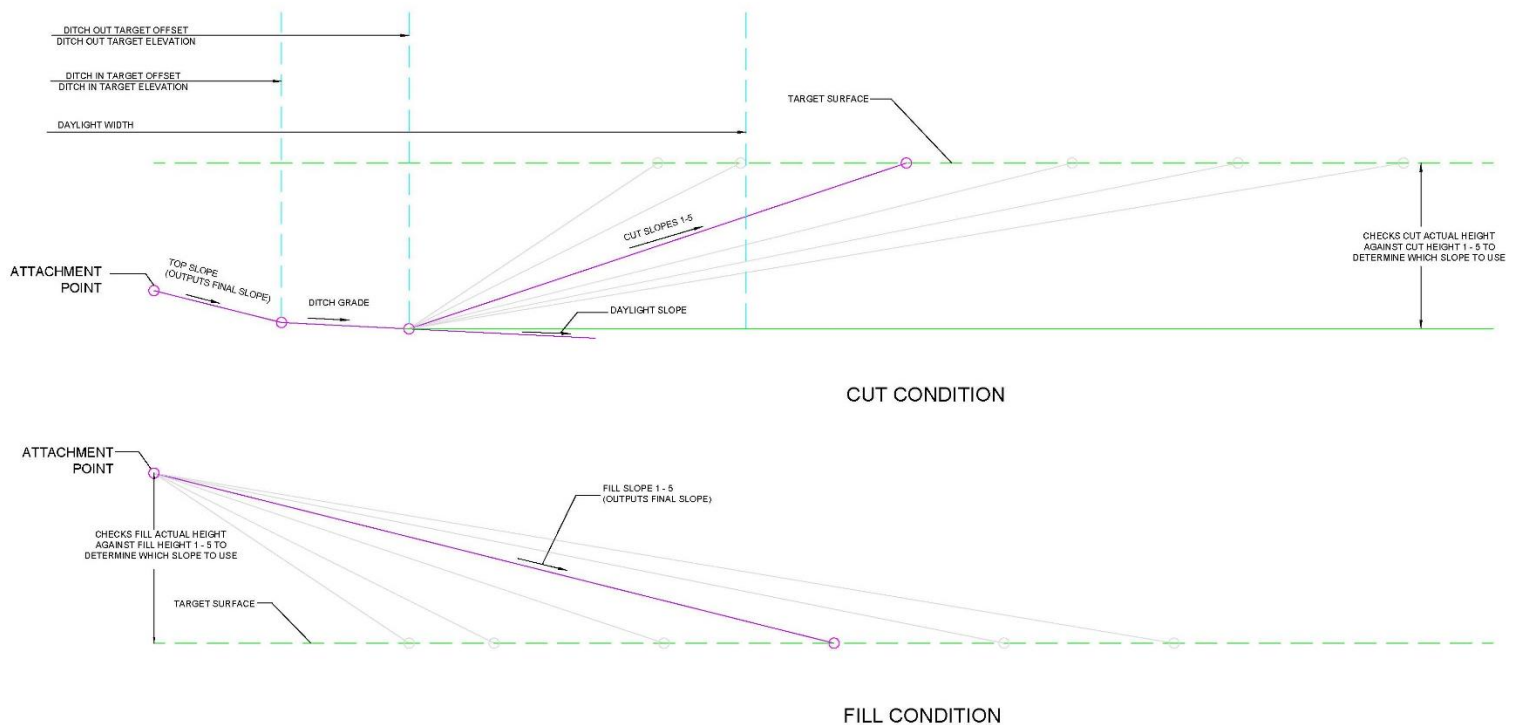 DITCH OUT TARGET OFFSET
DITCH OUT TARGET ELEVATION
DITCH IN TARGET OFFSET
DITCH IN TARGET ELEVATION
DAYLIGHT WIDTH
TARGET SURFACE
CUT SLOPES 1-5
CHECKS CUT ACTUAL HEIGHT
AGAINST CUT HEIGHT 1 - 5 TO
DETERMINE WHICH SLOPE TO USE
ATTACHMENT
POINT
TOP SLOPE
(OUTPUTS FINAL SLOPE)
DITCH GRADE
DAYLIGHT SLOPE
CUT CONDITION
ATTACHMENT
POINT
FILL SLOPE 1 - 5
(OUTPUTS FINAL SLOPE)
CHECKS FILL ACTUAL HEIGHT
AGAINST FILL HEIGHT 1 - 5 TO
DETERMINE WHICH SLOPE TO USE
TARGET SURFACE
FILL CONDITION